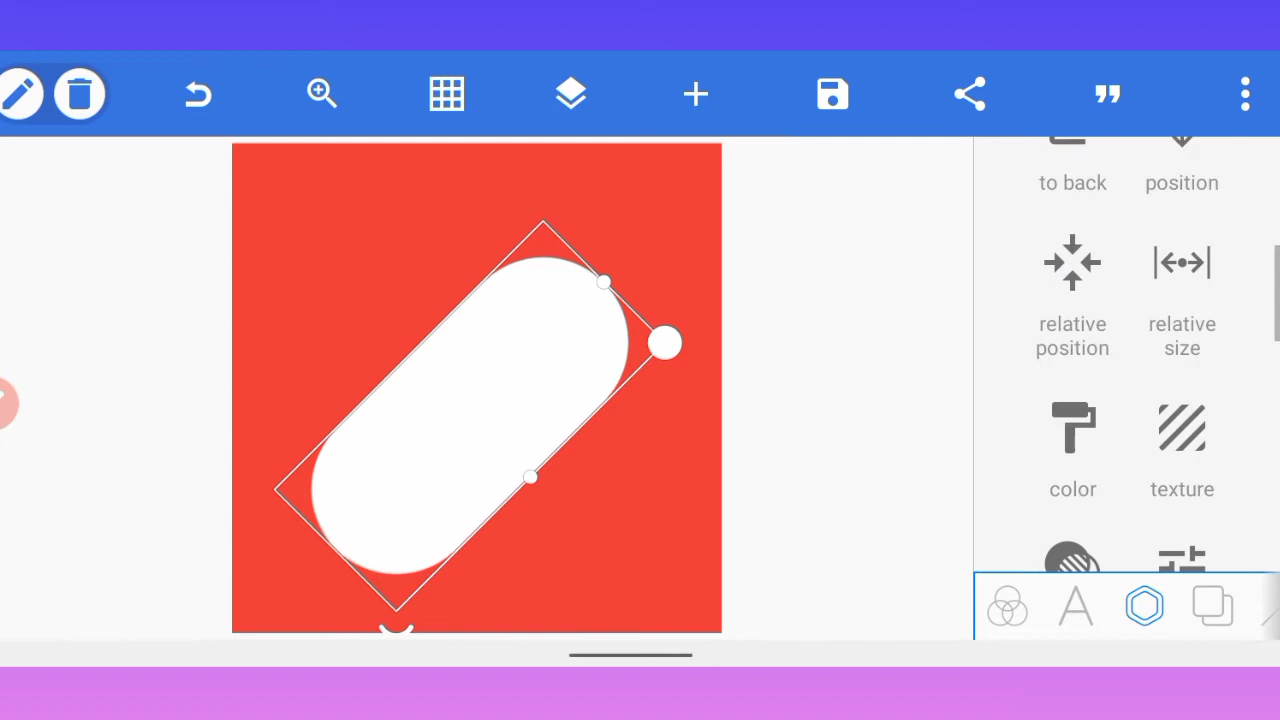 to back position
relative relative
position size
color texture